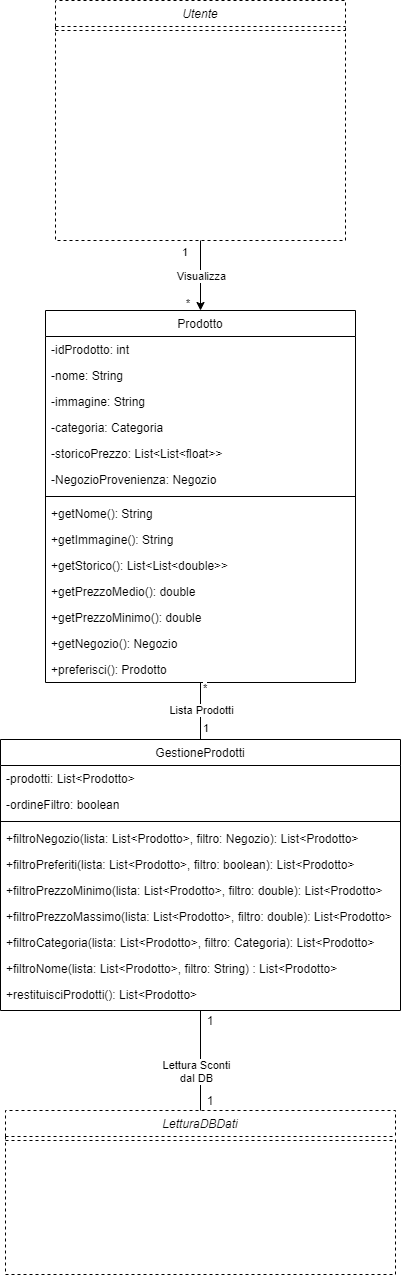 Utente
1
Visualizza
*
Prodotto
-idProdotto: int
-nome: String
-immagine: String
-categoria: Categoria
-storicoPrezzo: List<List<float>>
-NegozioProvenienza: Negozio
+getNome(): String
+getImmagine(): String
+getStorico(): List<List<double>>
+getPrezzoMedio(): double
+getPrezzoMinimo(): double
+getNegozio(): Negozio
+preferisci(): Prodotto
*
Lista Prodotti
1
GestioneProdotti
-prodotti: List<Prodotto>
-ordineFiltro: boolean
+filtroNegozio(lista: List<Prodotto>, filtro: Negozio): List<Prodotto>
+filtroPreferiti(lista: List<Prodotto>, filtro: boolean): List<Prodotto>
+filtroPrezzoMinimo(lista: List<Prodotto>, filtro: double): List<Prodotto>
+filtroPrezzoMassimo(lista: List<Prodotto>, filtro: double): List<Prodotto>
+filtroCategoria(lista: List<Prodotto>, filtro: Categoria): List<Prodotto>
+filtroNome(lista: List<Prodotto>, filtro: String) : List<Prodotto>
+restituisciProdotti(): List<Prodotto>
1
Lettura Sconti
dal DB
1
LetturaDBDati